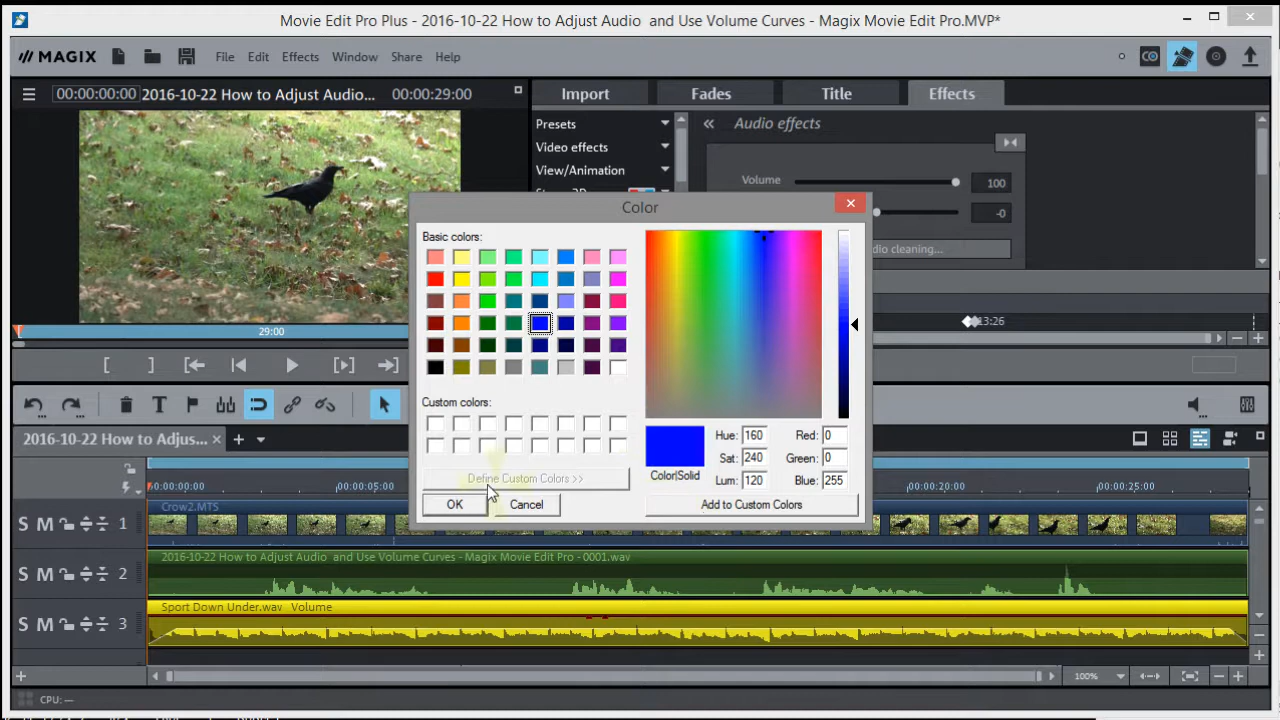 Movie Edit Pro Plus - 2016-10-22 How to Adjust Audio and Use Volume Curves - Magix Movie Edit Pro.MVP*
MAGIX File Edit Effects Window Share Help
00:00:00:00 2016-10-22 How to Adjust Audio... 00:00:29:00
Import Fades Title Effects
Presets
Video effects
View/Animation
Audio effects
Volume 100
-0
dio cleaning...
13:26
29:00
Color
Basic colors:
Custom colors:
Define Custom Colors >>
OK Cancel
Hue: 160 Red: 0
Sat: 240 Green: 0
Color|Solid
Lum: 120 Blue: 255
Add to Custom Colors
2016-10-22 How to Adjus...
00:00:00:00 00:00:05:00 00:00:20:00 00:00:25:00
Crow2.MTS
S M 1
2016-10-22 How to Adjust Audio and Use Volume Curves - Magix Movie Edit Pro - 0001.wav
S M 2
Sport Down Under.wav Volume
S M 3
100%
CPU: —